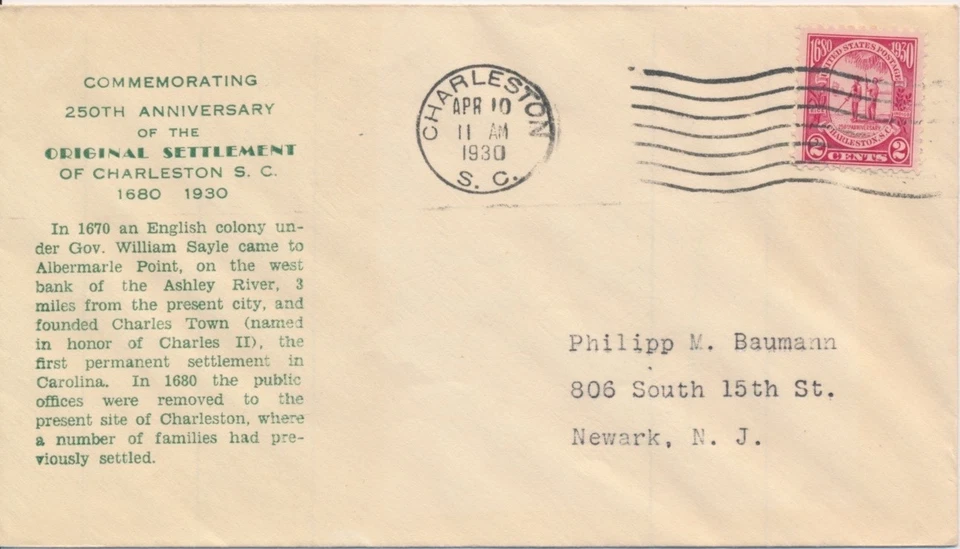 COMMEMORATING
250TH ANNIVERSARY
OF THE
ORIGINAL SETTLEMENT
OF CHARLESTON S. C.
1680 1930
In 1670 an English colony un-
der Gov. William Sayle came to
Albermarle Point, on the west
bank of the Ashley River, 3
miles from the present city, and
founded Charles Town (named
in honor of Charles II), the
first permanent settlement in
Carolina. In 1680 the public
offices were removed to the
present site of Charleston, where
a number of families had pre-
viously settled.
CHARLESTON
APR 10
11 AM
1930
S. C.
1680 1930
UNITED STATES POSTAGE
250TH ANNIVERSARY
CHARLESTON, S.C.
2 CENTS 2
Philipp M. Baumann
806 South 15th St.
Newark, N. J.